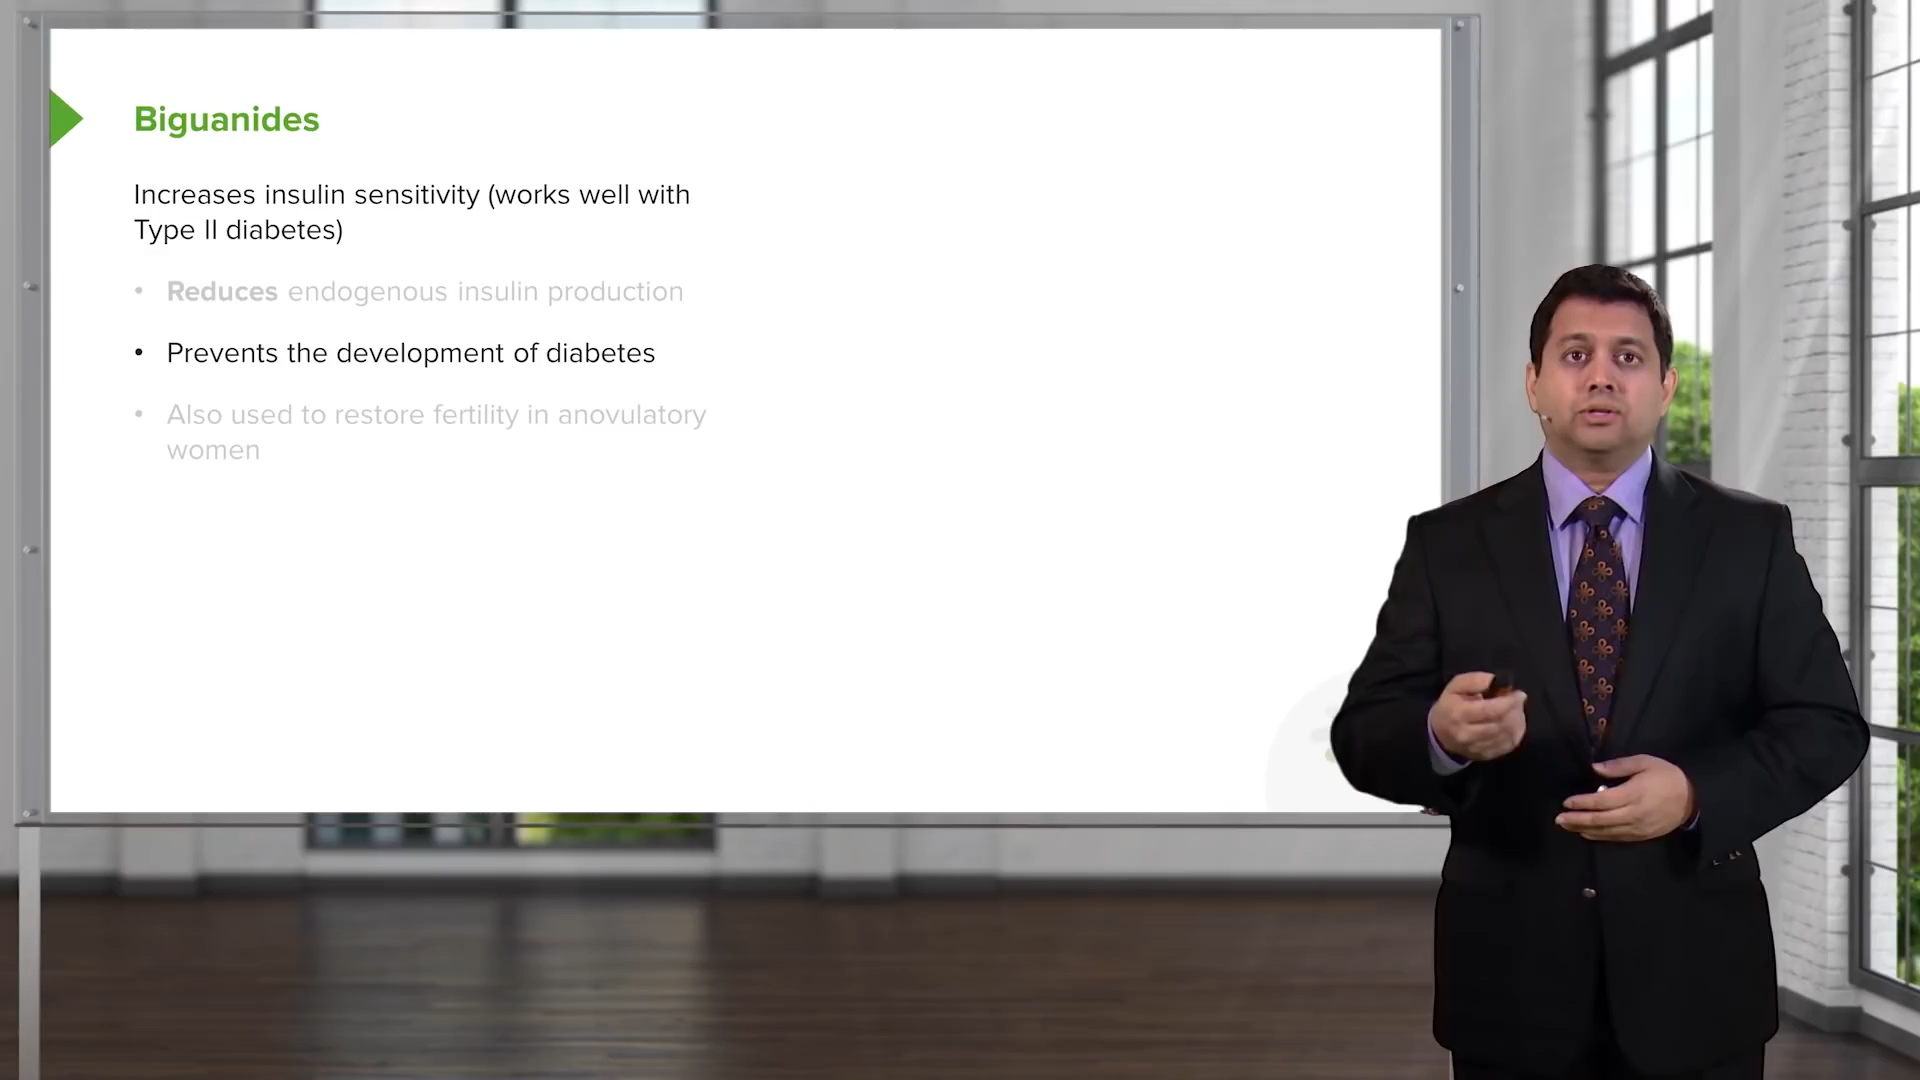 Biguanides
Increases insulin sensitivity (works well with
Type II diabetes)
• Reduces endogenous insulin production
• Prevents the development of diabetes
• Also used to restore fertility in anovulatory
women